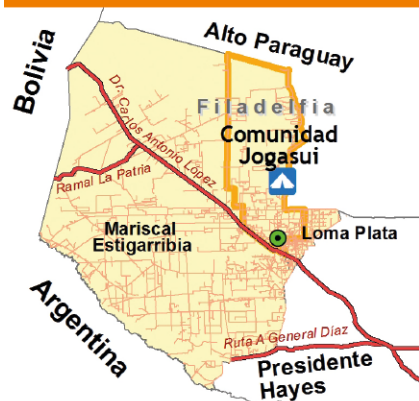 Alto Paraguay
Bolivia
Dr. Carlos Antonio López
Filadelfia
Comunidad
Jogasui
Ramal La Patria
Mariscal
Estigarribia
Loma Plata
Argentina
Ruta A General Díaz
Presidente
Hayes